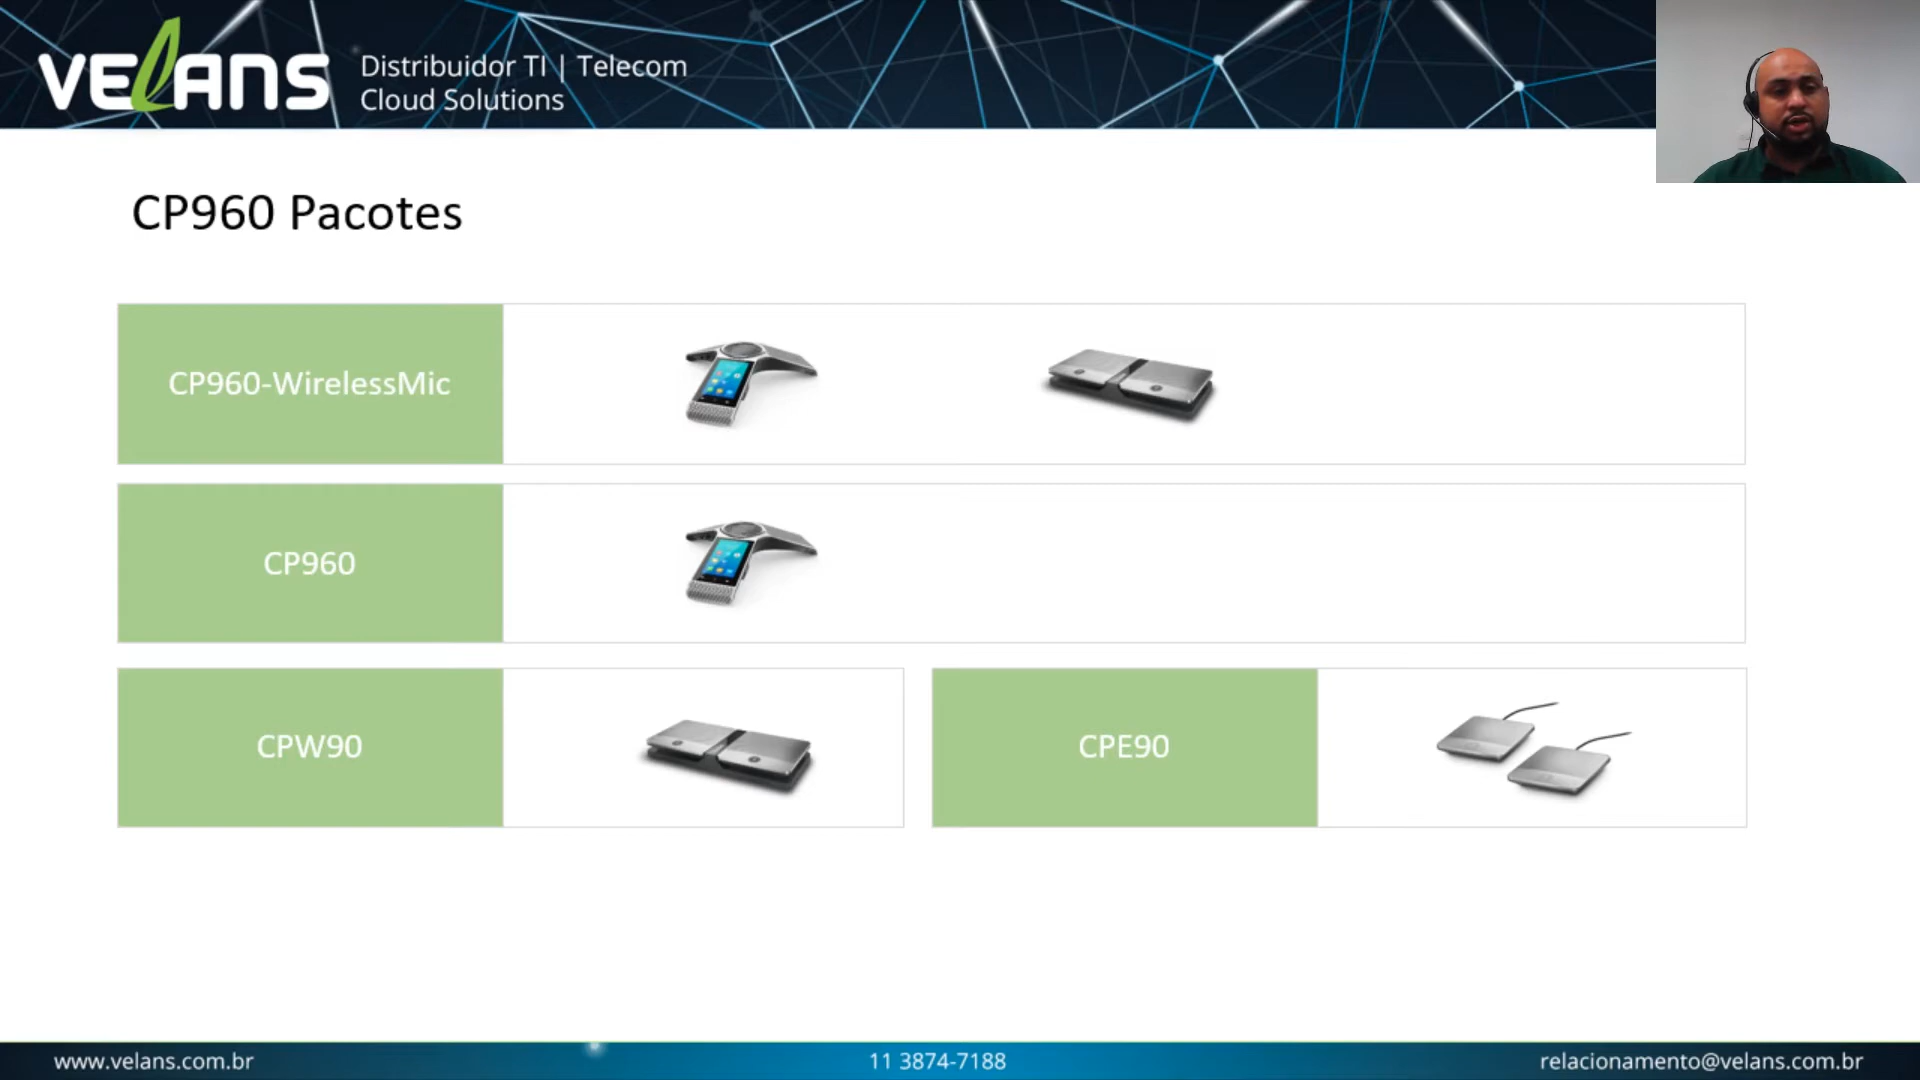 VELANS
Distribuidor TI | Telecom
Cloud Solutions
CP960 Pacotes
CP960-WirelessMic
CP960
CPW90
CPE90
www.velans.com.br
11 3874-7188
relacionamento@velans.com.br